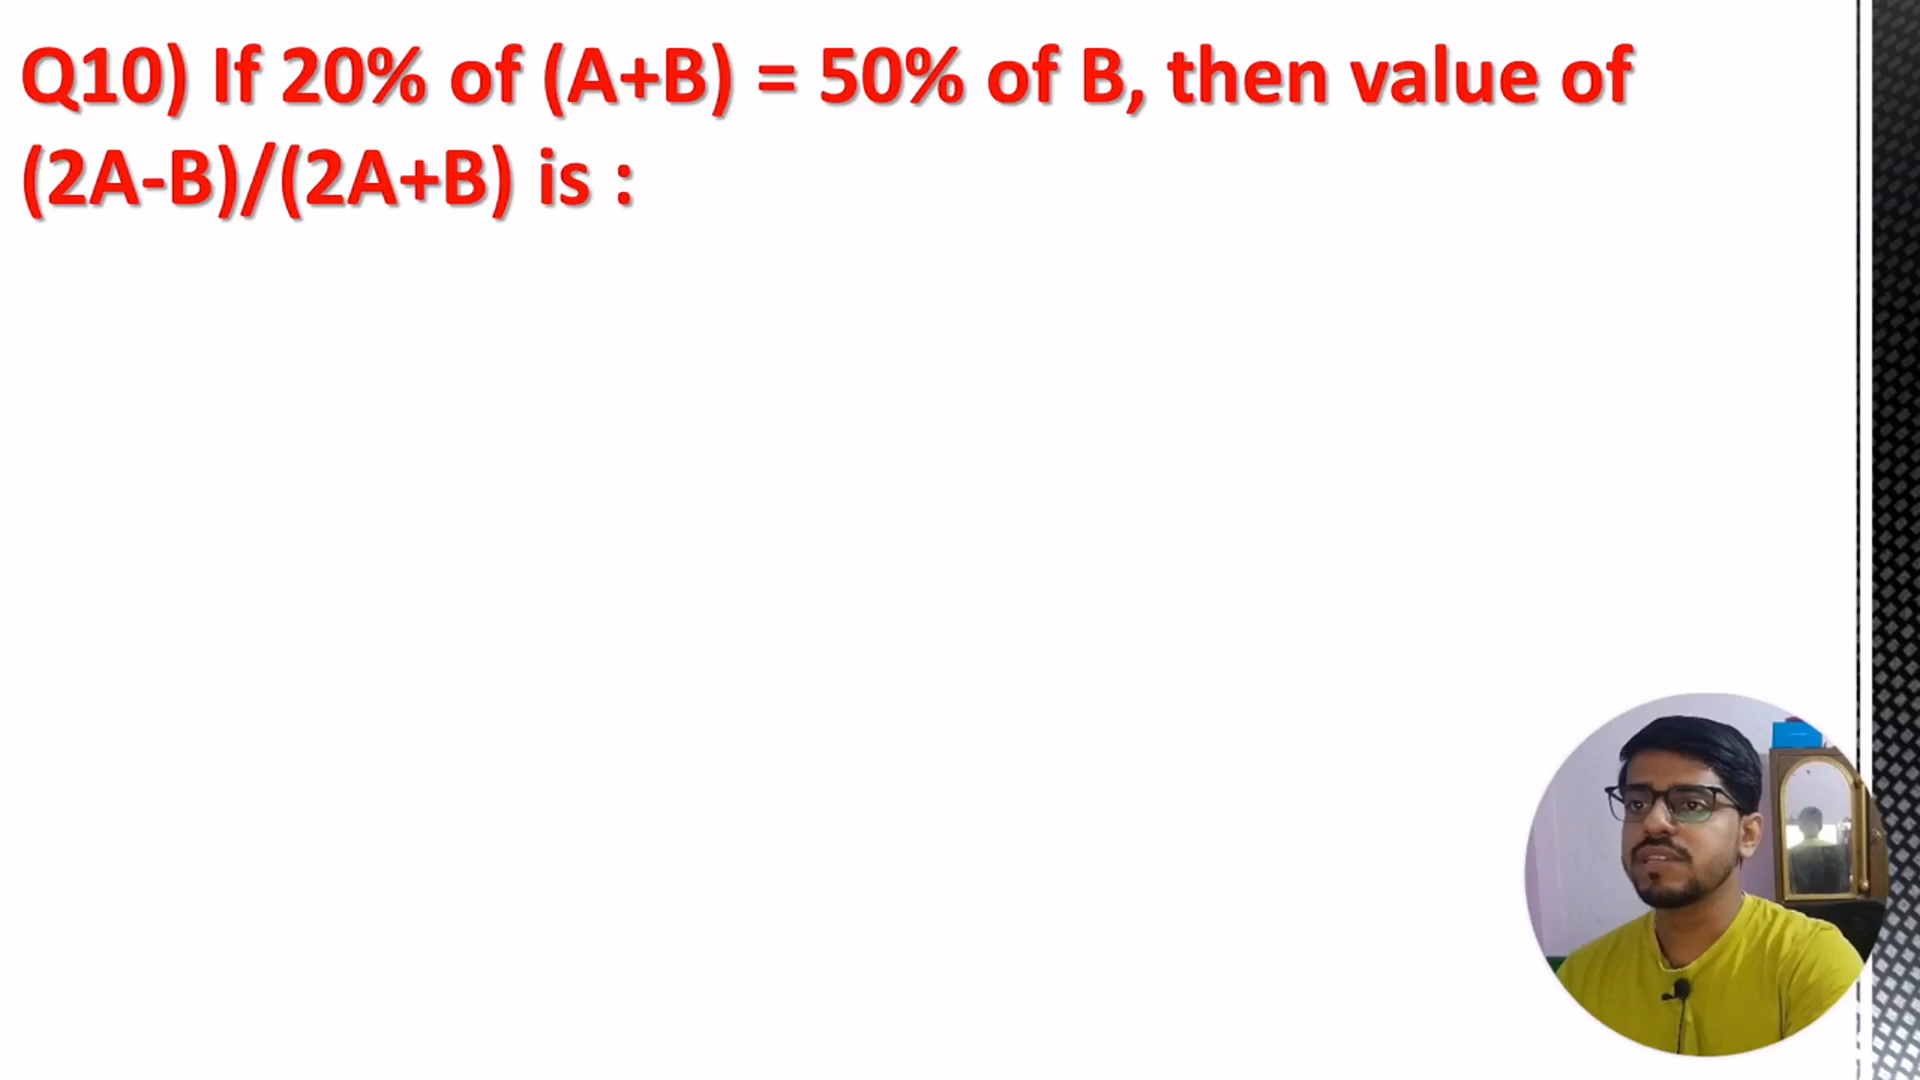 Q10) If 20% of (A+B) = 50% of B, then value of
(2A-B)/(2A+B) is :